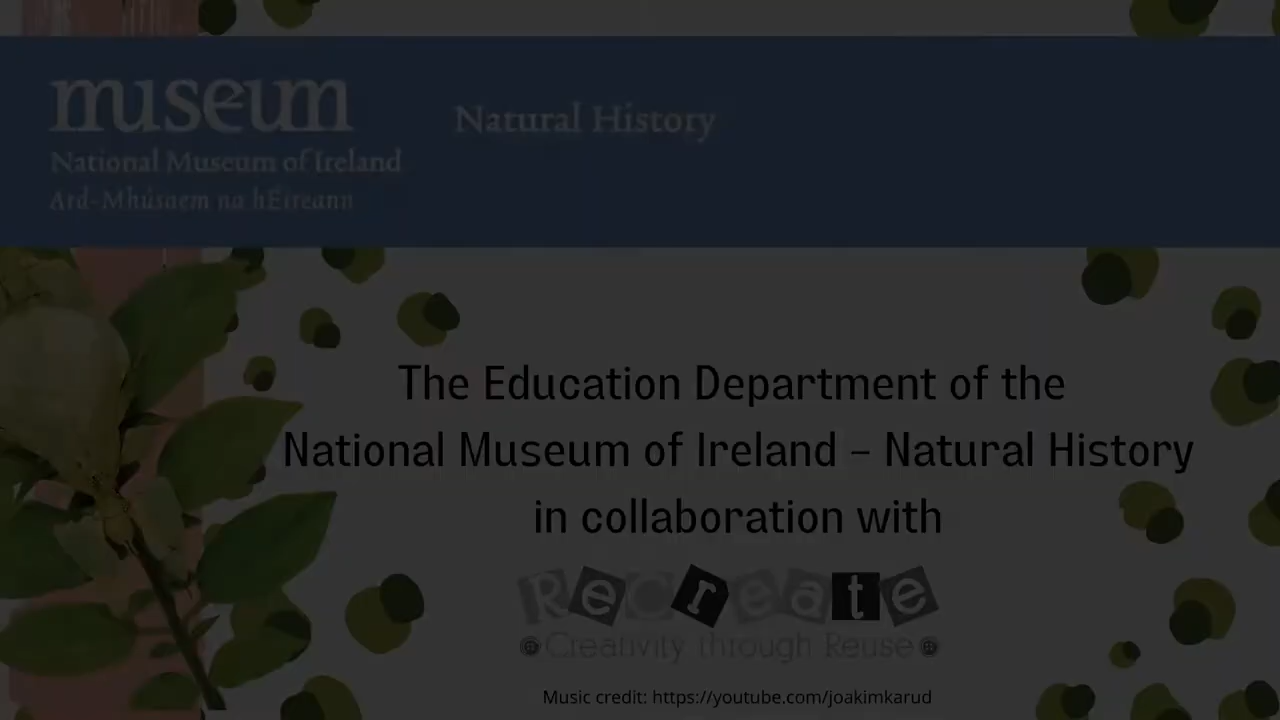 museum
Natural History
National Museum of Ireland
Ard-Mhúsaem na hÉireann
The Education Department of the
National Museum of Ireland – Natural History
in collaboration with
ReCreate
Creativity through Reuse
Music credit: https://youtube.com/joakimkarud